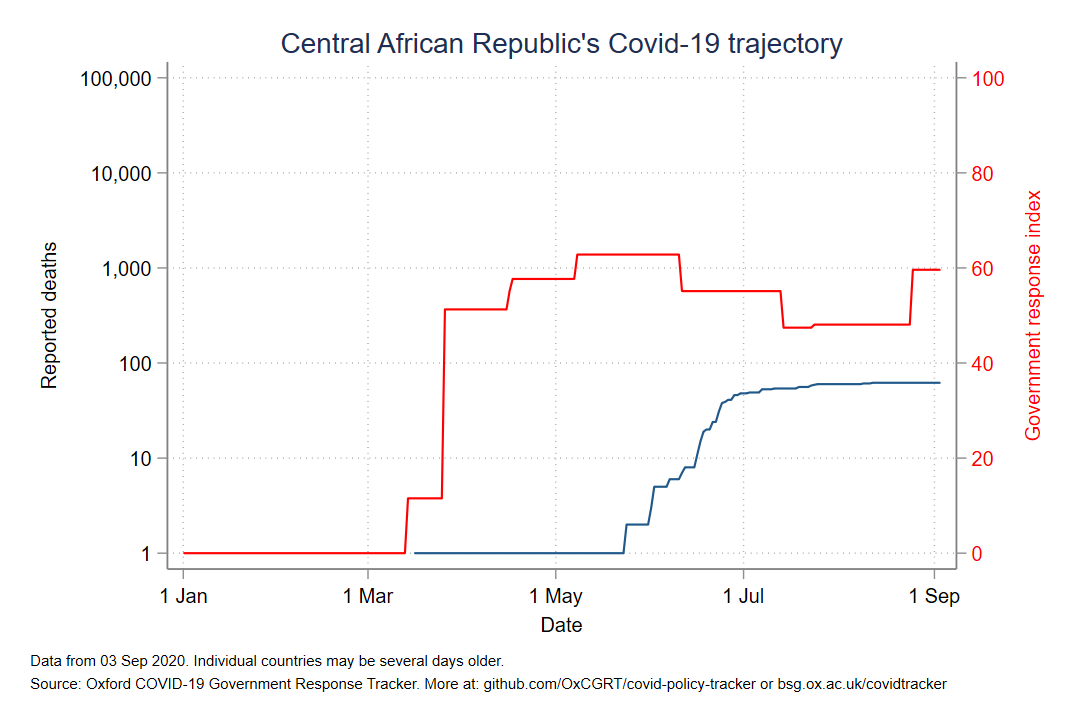 Central African Republic's Covid-19 trajectory
100,000
10,000
1,000
100
10
1
Reported deaths
100
80
60
40
20
0
Government response index
1 Jan
1 Mar
1 May
1 Jul
1 Sep
Date
Data from 03 Sep 2020. Individual countries may be several days older.
Source: Oxford COVID-19 Government Response Tracker. More at: github.com/OxCGRT/covid-policy-tracker or bsg.ox.ac.uk/covidtracker